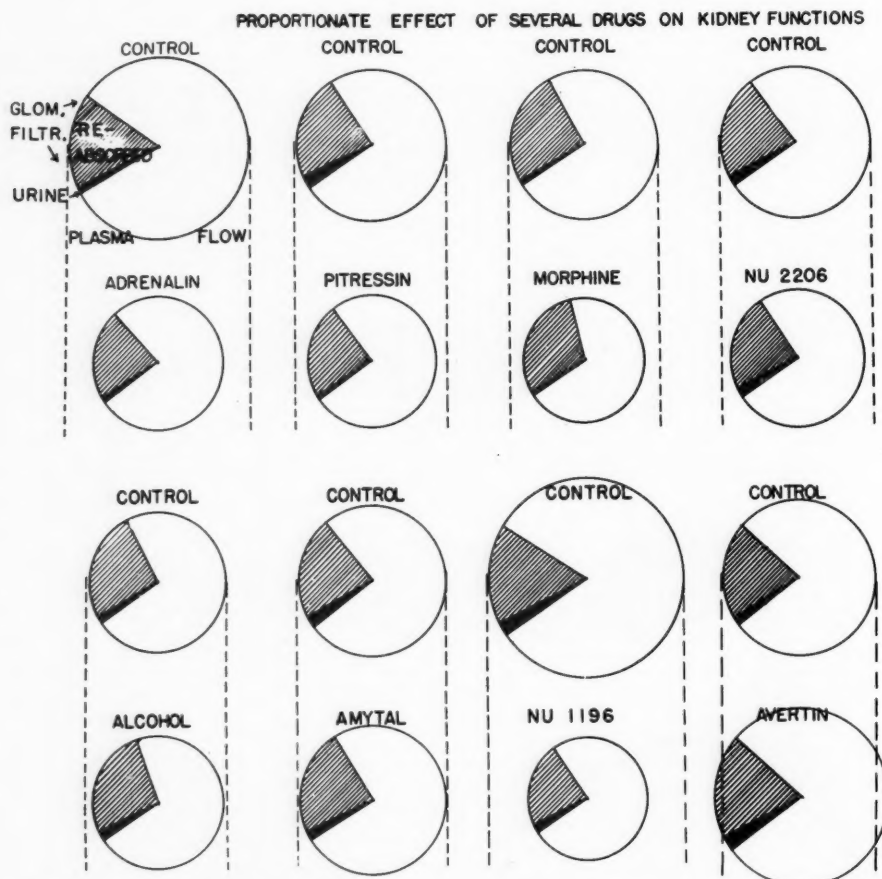 PROPORTIONATE EFFECT OF SEVERAL DRUGS ON KIDNEY FUNCTIONS
CONTROL CONTROL CONTROL CONTROL
GLOM.
FILTR. RE-
ABSORBED
URINE
PLASMA FLOW
ADRENALIN PITRESSIN MORPHINE NU 2206
CONTROL CONTROL CONTROL CONTROL
ALCOHOL AMYTAL NU 1196 AVERTIN